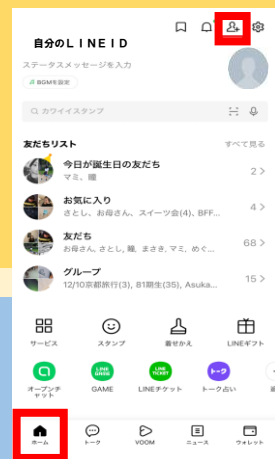 自分のＬＩＮＥＩＤ
ステータスメッセージを入力
BGMを設定
カワイイスタンプ
友だちリスト すべて見る
今日が誕生日の友だち
マミ、瞳
2
お気に入り
さとし、お母さん、スイーツ会(4)、BFF...
4
友だち
お母さん, さとし, 瞳, まさき, マミ, めぐ...
68
グループ
12/10京都旅行(3), 81期生(35), Asuka...
15
サービス スタンプ 着せかえ LINEギフト
オープンチャット GAME LINEチケット トーク占い
ホーム トーク VOOM ニュース ウォレット